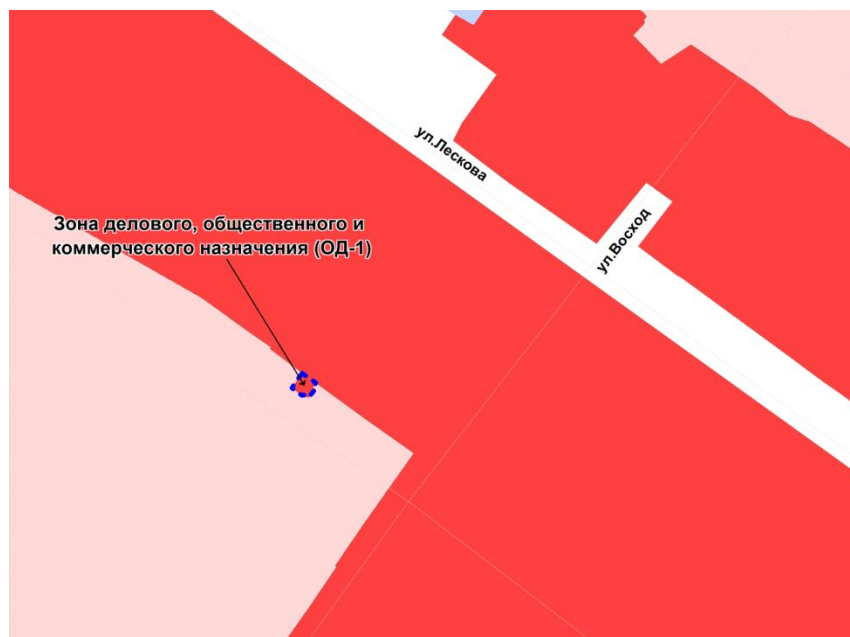 ул.Лескова
ул.Восход
Зона делового, общественного и
коммерческого назначения (ОД-1)